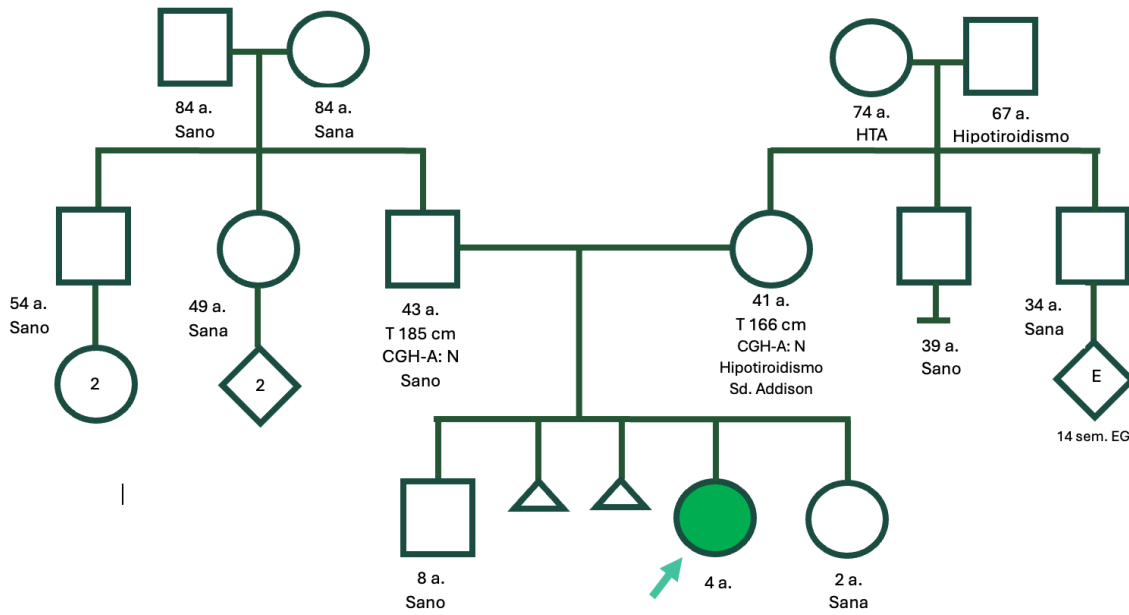 84 a.
Sano
84 a.
Sana
74 a.
HTA
67 a.
Hipotiroidismo
54 a.
Sano
49 a.
Sana
43 a.
T 185 cm
CGH-A: N
Sano
41 a.
T 166 cm
CGH-A: N
Hipotiroidismo
Sd. Addison
39 a.
Sano
34 a.
Sana
2
2
E
14 sem. EG
8 a.
Sano
4 a.
2 a.
Sana